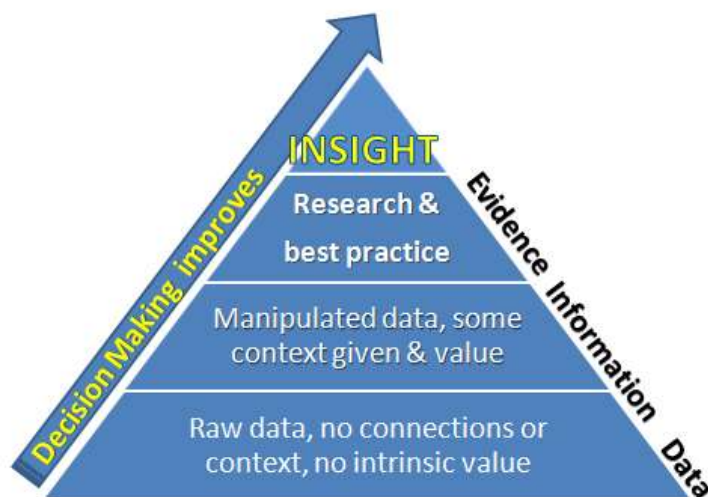 INSIGHT
Research &
best practice
Manipulated data, some
context given & value
Raw data, no connections or
context, no intrinsic value
Decision Making improves
Evidence Information Data